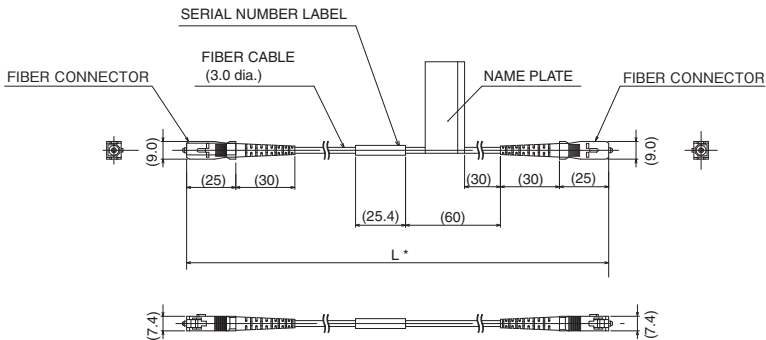 SERIAL NUMBER LABEL
FIBER CABLE
(3.0 dia.)
NAME PLATE
FIBER CONNECTOR
FIBER CONNECTOR
(9.0)
(9.0)
(25)
(30)
(30)
(30)
(25)
(25.4)
(60)
L *
(7.4)
(7.4)